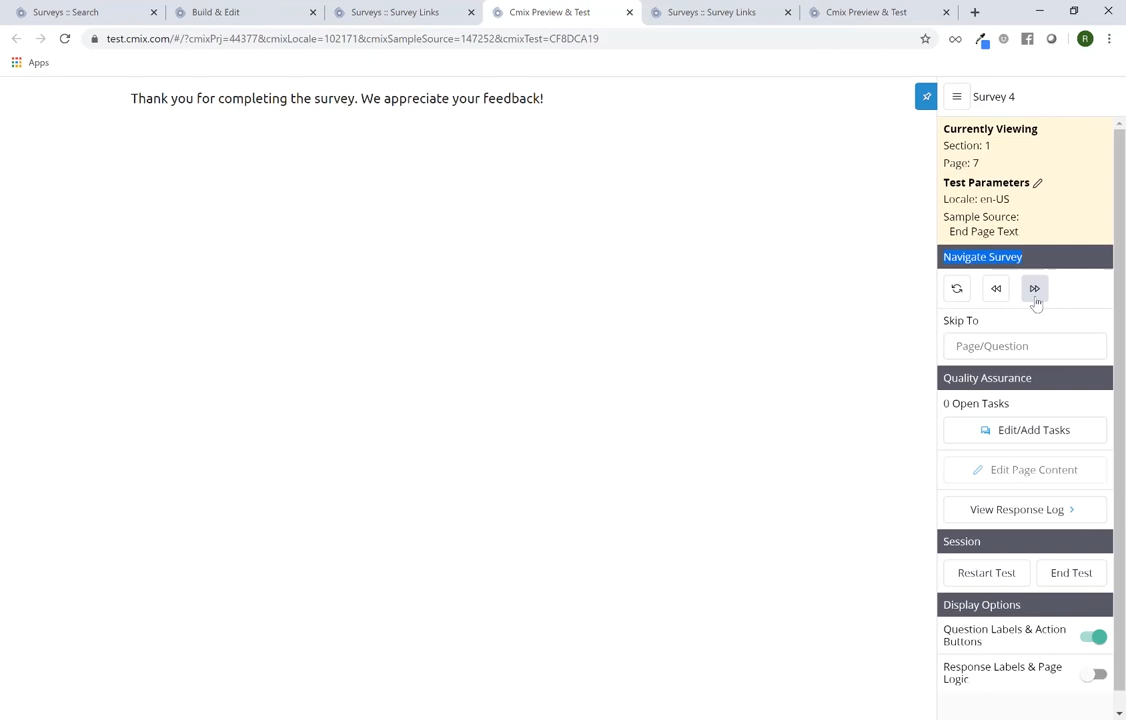 Surveys :: Search
Build & Edit
Surveys :: Survey Links
Cmix Preview & Test
Surveys :: Survey Links
Cmix Preview & Test
test.cmix.com/#/?cmixPrj=44377&cmixLocale=102171&cmixSampleSource=147252&cmixTest=CF8DCA19
R
Apps
Thank you for completing the survey. We appreciate your feedback!
Survey 4
Currently Viewing
Section: 1
Page: 7
Test Parameters
Locale: en-US
Sample Source:
End Page Text
Navigate Survey
Skip To
Page/Question
Quality Assurance
0 Open Tasks
Edit/Add Tasks
Edit Page Content
View Response Log
Session
Restart Test
End Test
Display Options
Question Labels & Action
Buttons
Response Labels & Page
Logic